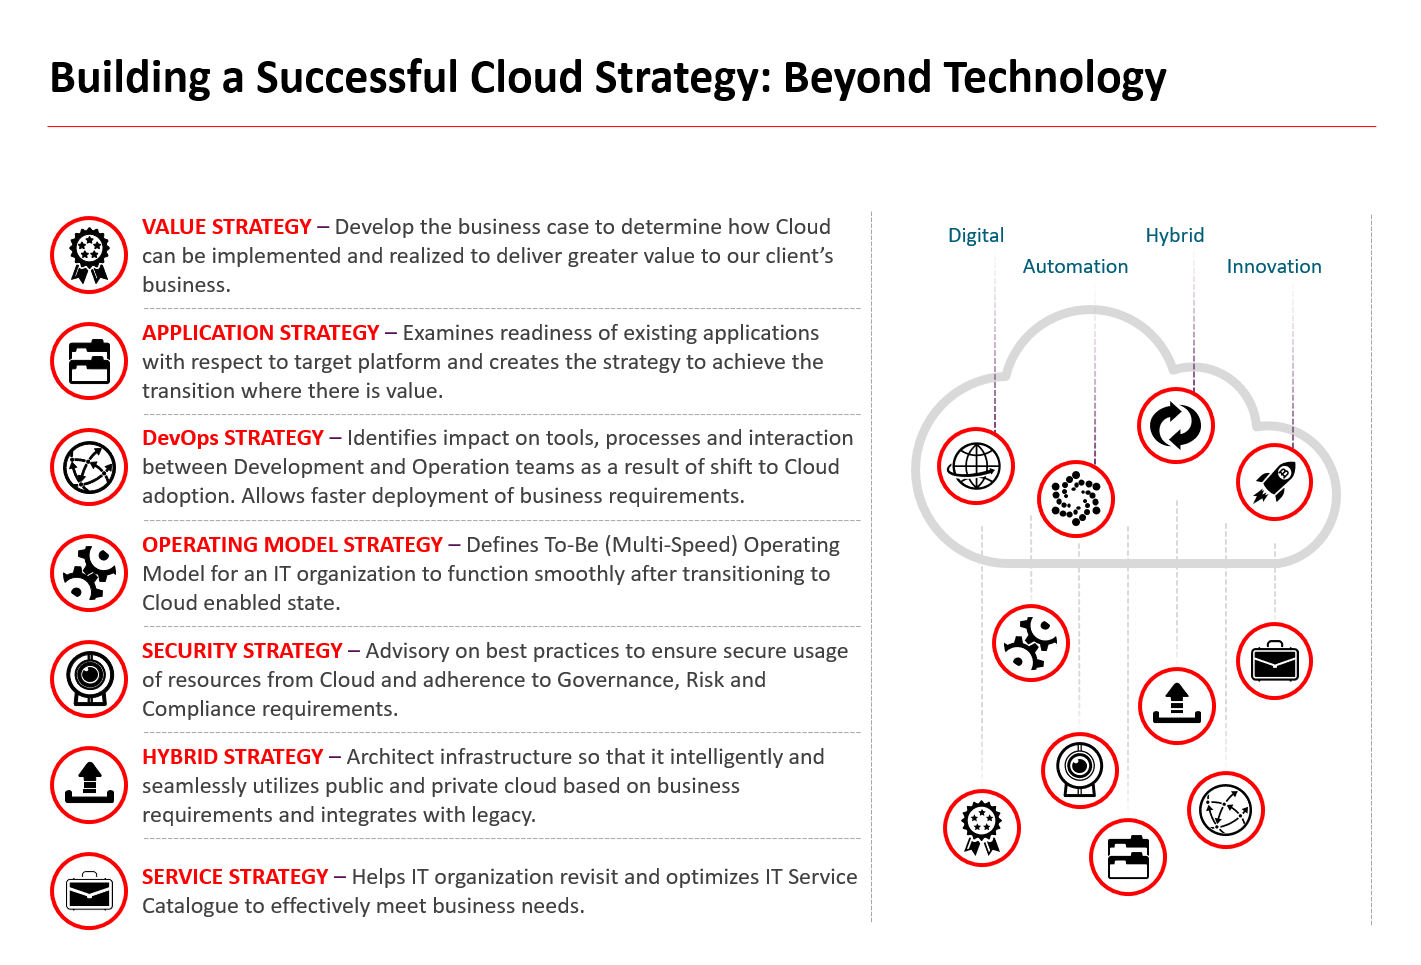 Building a Successful Cloud Strategy: Beyond Technology
VALUE STRATEGY – Develop the business case to determine how Cloud
can be implemented and realized to deliver greater value to our client’s
business.
APPLICATION STRATEGY – Examines readiness of existing applications
with respect to target platform and creates the strategy to achieve the
transition where there is value.
DevOps STRATEGY – Identifies impact on tools, processes and interaction
between Development and Operation teams as a result of shift to Cloud
adoption. Allows faster deployment of business requirements.
OPERATING MODEL STRATEGY – Defines To-Be (Multi-Speed) Operating
Model for an IT organization to function smoothly after transitioning to
Cloud enabled state.
SECURITY STRATEGY – Advisory on best practices to ensure secure usage
of resources from Cloud and adherence to Governance, Risk and
Compliance requirements.
HYBRID STRATEGY – Architect infrastructure so that it intelligently and
seamlessly utilizes public and private cloud based on business
requirements and integrates with legacy.
SERVICE STRATEGY – Helps IT organization revisit and optimizes IT Service
Catalogue to effectively meet business needs.
Digital
Hybrid
Automation
Innovation